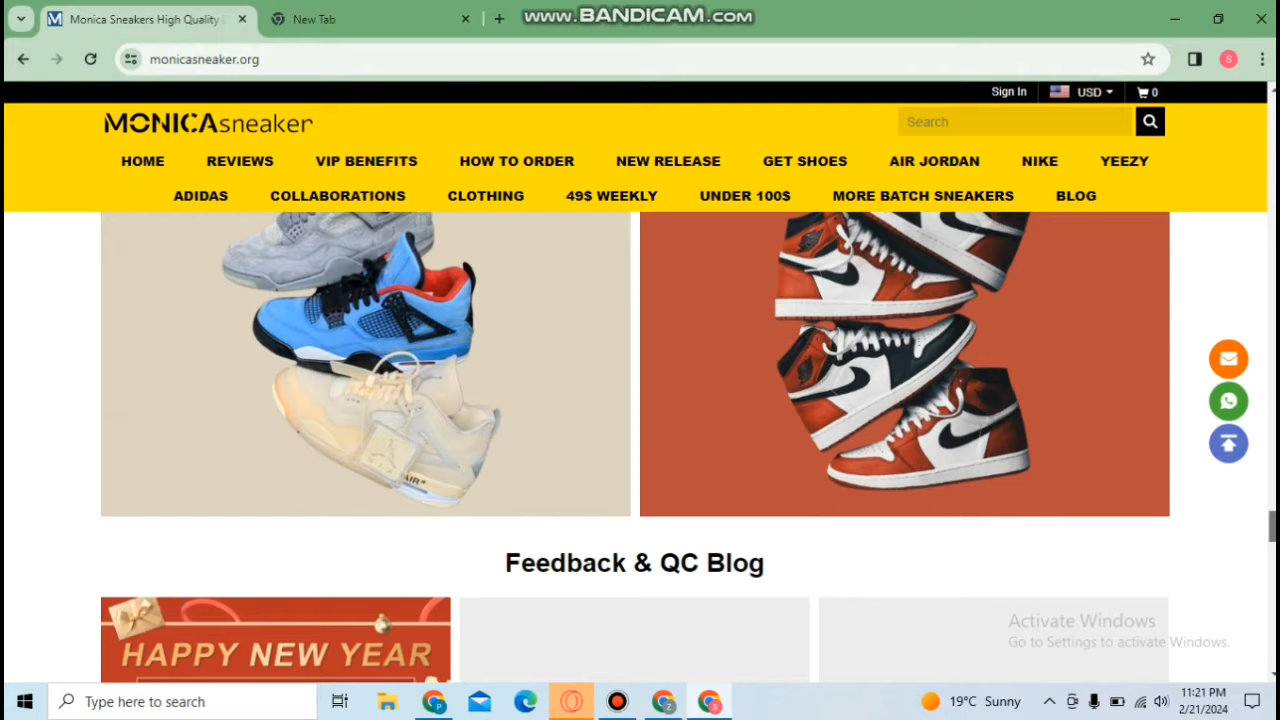 Monica Sneakers High Quality
New Tab
WWW.BANDICAM.COM
monicasneaker.org
Sign In
USD
0
MONICAsneaker
Search
HOME
REVIEWS
VIP BENEFITS
HOW TO ORDER
NEW RELEASE
GET SHOES
AIR JORDAN
NIKE
YEEZY
ADIDAS
COLLABORATIONS
CLOTHING
49$ WEEKLY
UNDER 100$
MORE BATCH SNEAKERS
BLOG
AIR"
Feedback & QC Blog
HAPPY NEW YEAR
Activate Windows
Go to Settings to activate Windows.
Type here to search
19°C Sunny
11:21 PM
2/21/2024